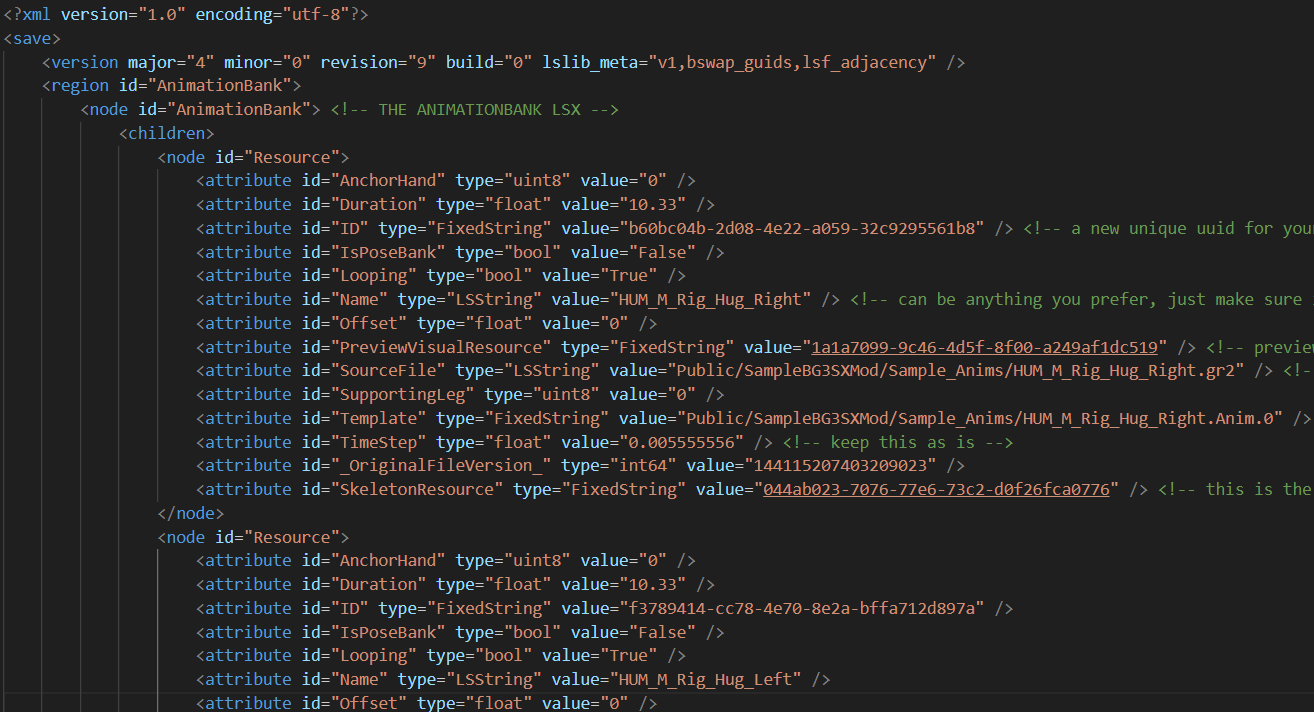 <?xml version="1.0" encoding="utf-8"?>
<save>
<version major="4" minor="0" revision="9" build="0" lslib_meta="v1,bswap_guids,lsf_adjacency" />
<region id="AnimationBank">
<node id="AnimationBank"> <!-- THE ANIMATIONBANK LSX -->
<children>
<node id="Resource">
<attribute id="AnchorHand" type="uint8" value="0" />
<attribute id="Duration" type="float" value="10.33" />
<attribute id="ID" type="FixedString" value="b60bc04b-2d08-4e22-a059-32c9295561b8" /> <!-- a new unique uuid for your
<attribute id="IsPoseBank" type="bool" value="False" />
<attribute id="Looping" type="bool" value="True" />
<attribute id="Name" type="LSString" value="HUM_M_Rig_Hug_Right" /> <!-- can be anything you prefer, just make sure
<attribute id="Offset" type="float" value="0" />
<attribute id="PreviewVisualResource" type="FixedString" value="1a1a7099-9c46-4d5f-8f00-a249af1dc519" /> <!-- preview
<attribute id="SourceFile" type="LSString" value="Public/SampleBG3SXMod/Sample_Anims/HUM_M_Rig_Hug_Right.gr2" /> <!-
<attribute id="SupportingLeg" type="uint8" value="0" />
<attribute id="Template" type="FixedString" value="Public/SampleBG3SXMod/Sample_Anims/HUM_M_Rig_Hug_Right.Anim.0" />
<attribute id="TimeStep" type="float" value="0.005555556" /> <!-- keep this as is -->
<attribute id="_OriginalFileVersion_" type="int64" value="144115207403209023" />
<attribute id="SkeletonResource" type="FixedString" value="044ab023-7076-77e6-73c2-d0f26fca0776" /> <!-- this is the
</node>
<node id="Resource">
<attribute id="AnchorHand" type="uint8" value="0" />
<attribute id="Duration" type="float" value="10.33" />
<attribute id="ID" type="FixedString" value="f3789414-cc78-4e70-8e2a-bffa712d897a" />
<attribute id="IsPoseBank" type="bool" value="False" />
<attribute id="Looping" type="bool" value="True" />
<attribute id="Name" type="LSString" value="HUM_M_Rig_Hug_Left" />
<attribute id="Offset" type="float" value="0" />